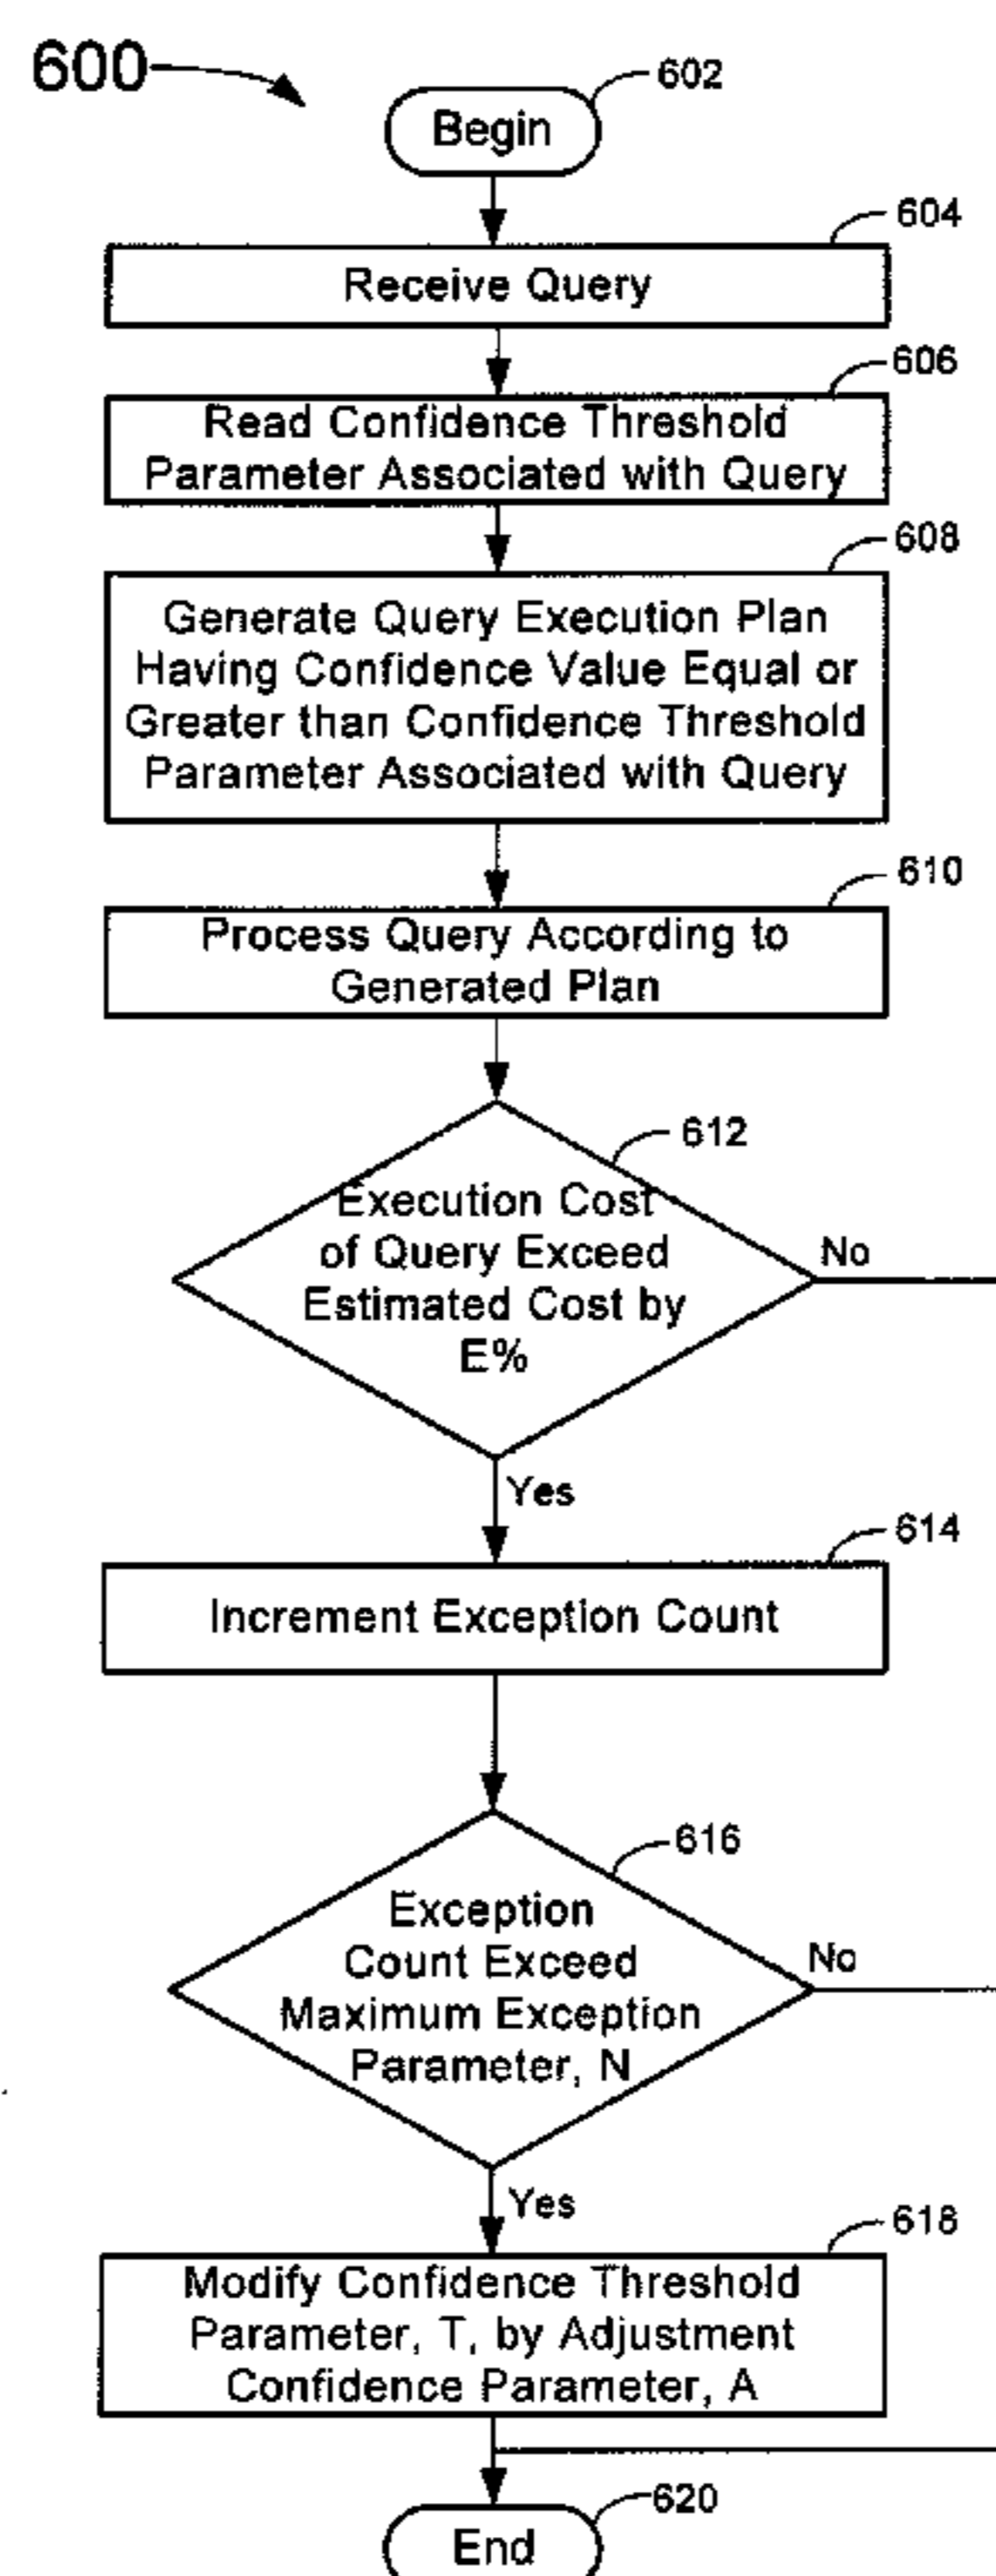 600
602
Begin
604
Receive Query
606
Read Confidence Threshold
Parameter Associated with Query
608
Generate Query Execution Plan
Having Confidence Value Equal or
Greater than Confidence Threshold
Parameter Associated with Query
610
Process Query According to
Generated Plan
612
Execution Cost
of Query Exceed
Estimated Cost by
E%
No
Yes
614
Increment Exception Count
616
Exception
Count Exceed
Maximum Exception
Parameter, N
No
Yes
618
Modify Confidence Threshold
Parameter, T, by Adjustment
Confidence Parameter, A
620
End